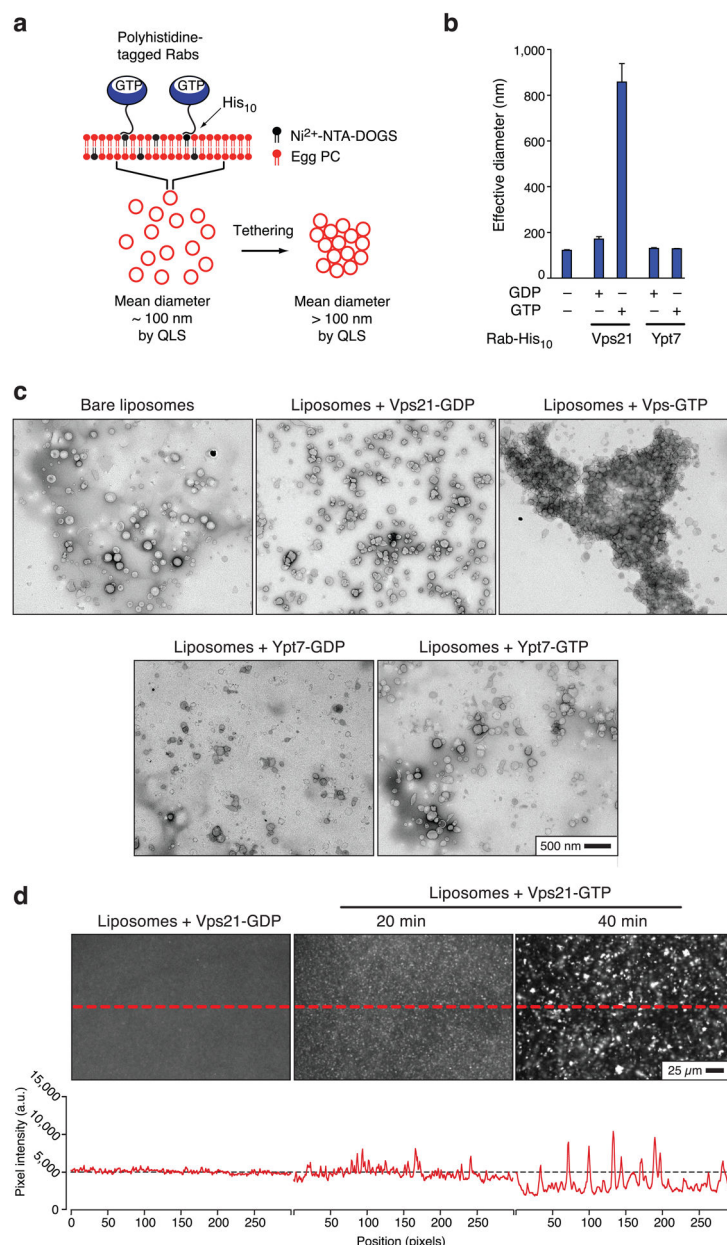 a
Polyhistidine-
tagged Rabs
GTP
GTP
His10
Ni2+-NTA-DOGS
Egg PC
Tethering
Mean diameter
~ 100 nm
by QLS
Mean diameter
> 100 nm
by QLS
b
Effective diameter (nm)
1,000
800
600
400
200
0
GDP – + – + –
GTP – – + – +
Rab-His10 Vps21 Ypt7
c
Bare liposomes
Liposomes + Vps21-GDP
Liposomes + Vps-GTP
Liposomes + Ypt7-GDP
Liposomes + Ypt7-GTP
500 nm
d
Liposomes + Vps21-GTP
Liposomes + Vps21-GDP
20 min
40 min
25 µm
Pixel intensity (a.u.)
15,000
10,000
5,000
0
0 50 100 150 200 250
50 100 150 200 250
50 100 150 200 250
Position (pixels)